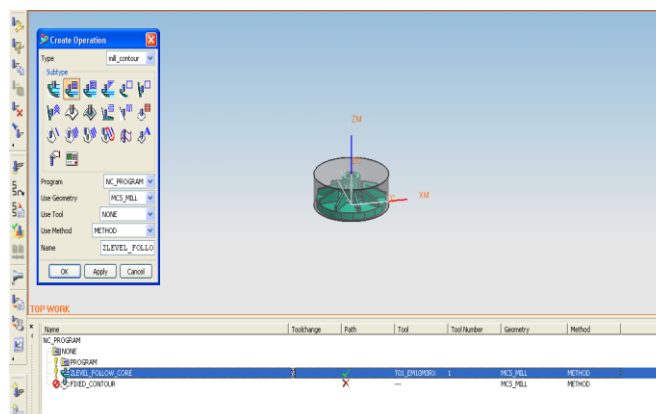 Create Operation
Type mill_contour
Subtype
Program NC_PROGRAM
Use Geometry MCS_MILL
Use Tool NONE
Use Method METHOD
Name ZLEVEL_FOLLO
OK Apply Cancel
ZM
XM
TOP WORK
Name Toolchange Path Tool Tool Number Geometry Method
NC_PROGRAM
NONE
PROGRAM
ZLEVEL_FOLLOW_CORE T01_EM10M3RX 1 MCS_MILL METHOD
FIXED_CONTOUR --- MCS_MILL METHOD